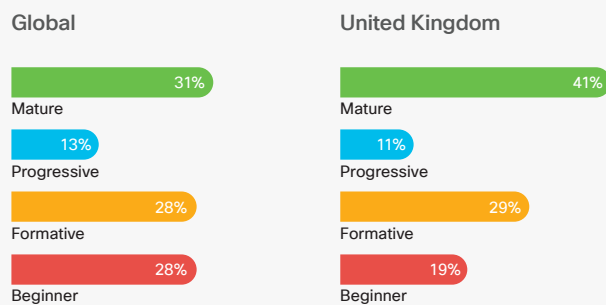 Global
31%
Mature
13%
Progressive
28%
Formative
28%
Beginner
United Kingdom
41%
Mature
11%
Progressive
29%
Formative
19%
Beginner